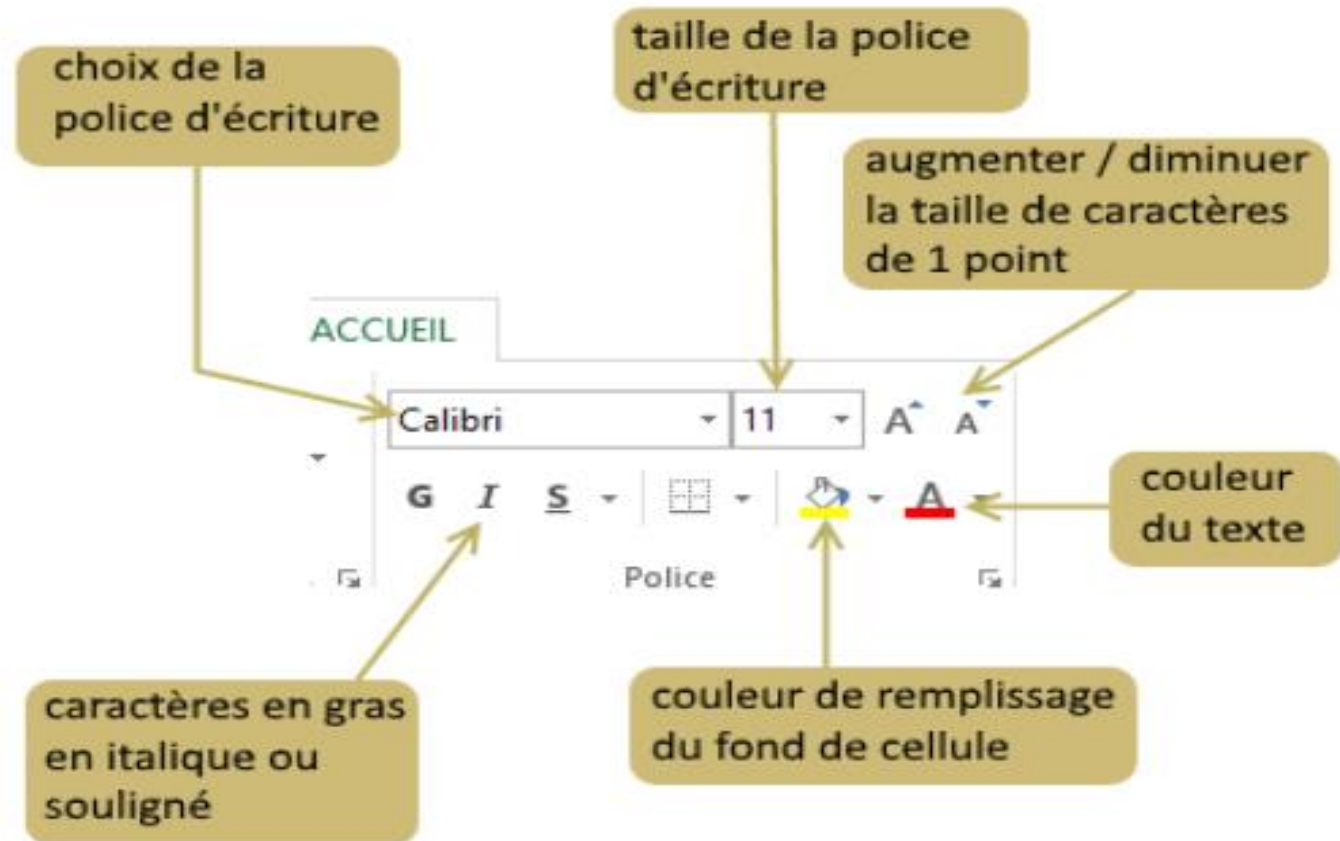 choix de la
police d'écriture
taille de la police
d'écriture
augmenter / diminuer
la taille de caractères
de 1 point
ACCUEIL
Calibri 11 A A
G I S A
couleur
du texte
Police
caractères en gras
en italique ou
souligné
couleur de remplissage
du fond de cellule